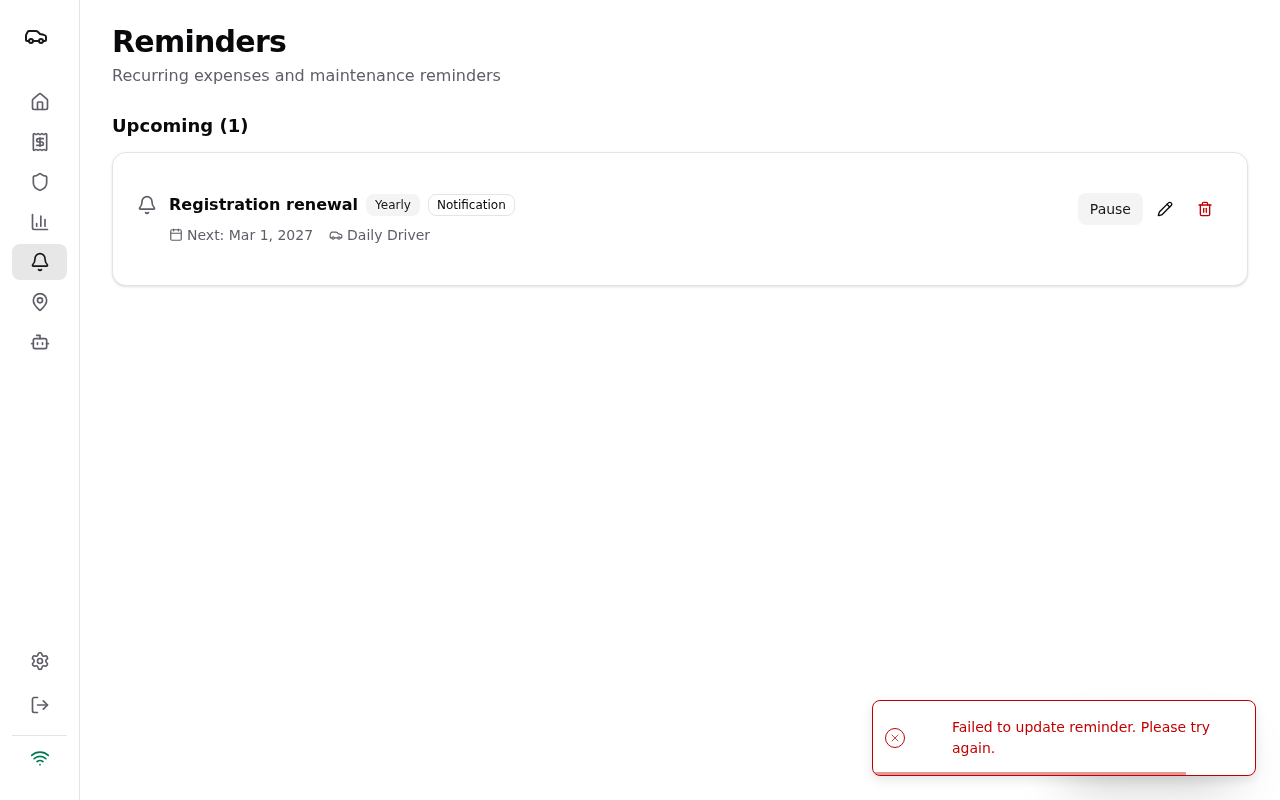 Reminders
Recurring expenses and maintenance reminders
Upcoming (1)
Registration renewal Yearly Notification
Pause
Next: Mar 1, 2027 Daily Driver
Failed to update reminder. Please try
again.